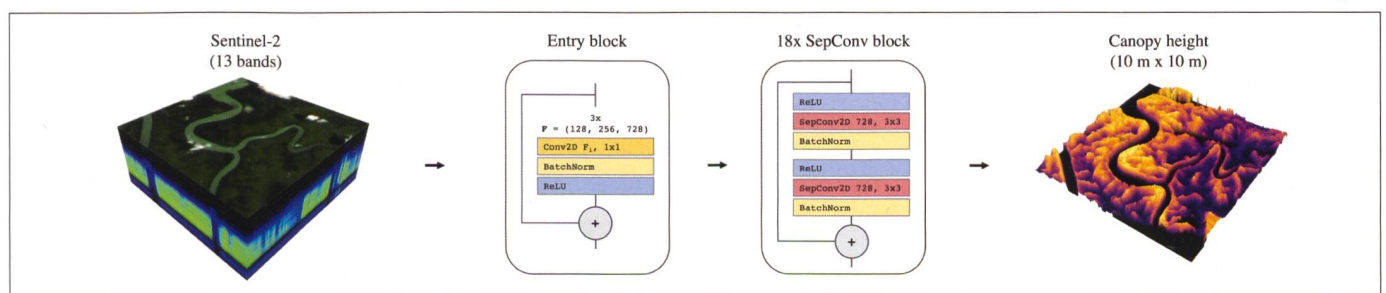 Sentinel-2
(13 bands)
Entry block
3x
F = (128, 256, 728)
Conv2D Fᵢ, 1x1
BatchNorm
ReLU
+
18x SepConv block
ReLU
SepConv2D 728, 3x3
BatchNorm
ReLU
SepConv2D 728, 3x3
BatchNorm
+
Canopy height
(10 m x 10 m)